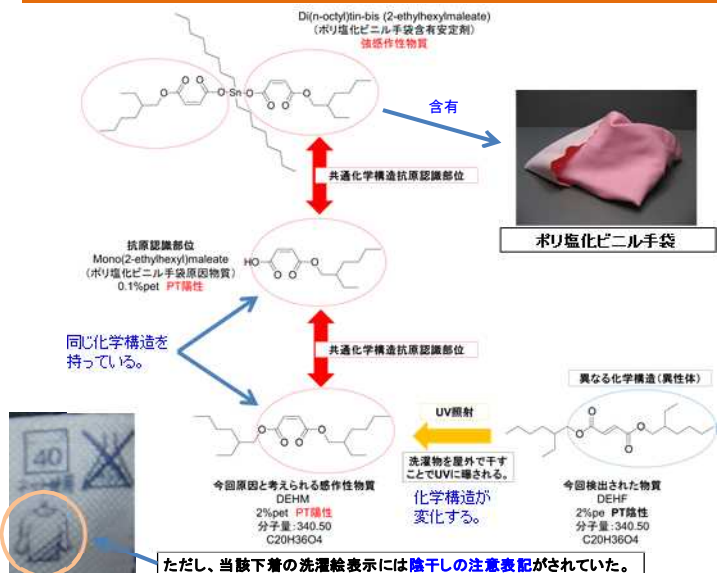 Di(n-octyl)tin-bis (2-ethylhexylmaleate)
（ポリ塩化ビニル手袋含有安定剤）
強感作性物質
O
O
O
O-Sn-O
O
O
O
含有
共通化学構造抗原認識部位
ポリ塩化ビニル手袋
抗原認識部位
Mono(2-ethylhexyl)maleate
（ポリ塩化ビニル手袋原因物質）
0.1%pet PT陽性
HO
O
O
O
同じ化学構造を
持っている。
共通化学構造抗原認識部位
異なる化学構造（異性体）
O
O
O
O
UV照射
O
O
O
O
洗濯物を屋外で干す
ことでUVに曝される。
今回原因と考えられる感作性物質
DEHM
2%pet PT陽性
分子量：340.50
C20H36O4
化学構造が
変化する。
今回検出された物質
DEHF
2%pe PT陰性
分子量：340.50
C20H36O4
40
ただし、当該下着の洗濯絵表示には陰干しの注意表記がされていた。